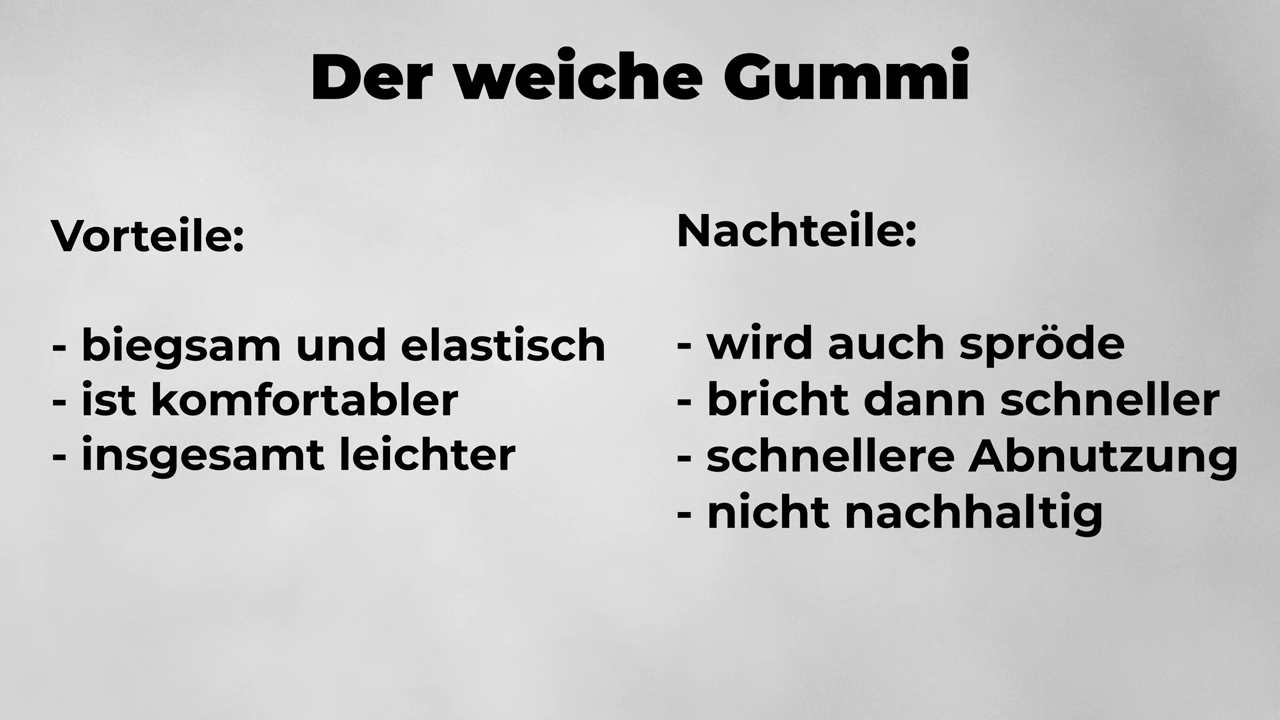 Der weiche Gummi
Vorteile:
- biegsam und elastisch
- ist komfortabler
- insgesamt leichter
Nachteile:
- wird auch spröde
- bricht dann schneller
- schnellere Abnutzung
- nicht nachhaltig